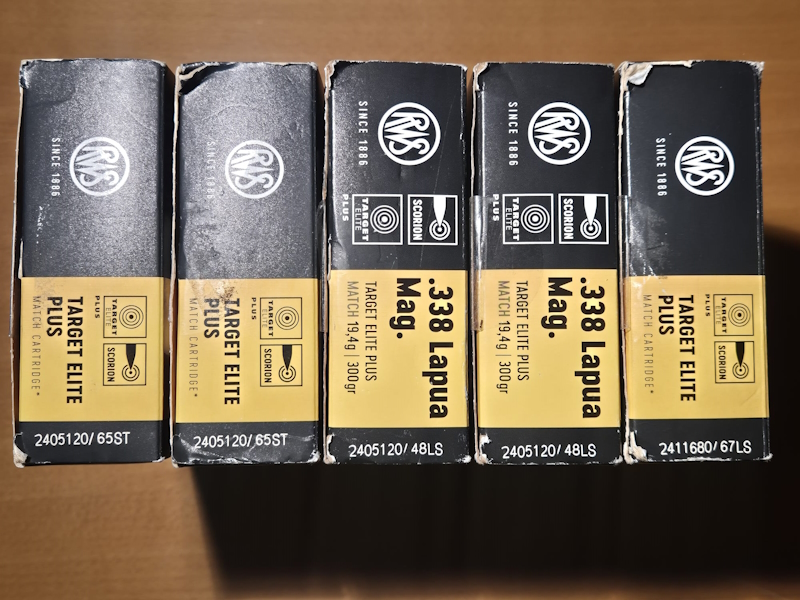 RWS
SINCE 1886
TARGET
ELITE
PLUS
SCORION
TARGET ELITE
PLUS
MATCH CARTRIDGE*
2405120/ 65ST
RWS
SINCE 1886
TARGET
ELITE
PLUS
SCORION
TARGET ELITE
PLUS
MATCH CARTRIDGE*
2405120/ 65ST
RWS
SINCE 1886
SCORION
TARGET
ELITE
PLUS
.338 Lapua
Mag.
TARGET ELITE PLUS
MATCH 19,4g | 300gr
2405120/ 48LS
RWS
SINCE 1886
SCORION
TARGET
ELITE
PLUS
.338 Lapua
Mag.
TARGET ELITE PLUS
MATCH 19,4g | 300gr
2405120/ 48LS
RWS
SINCE 1886
TARGET
ELITE
PLUS
SCORION
TARGET ELITE
PLUS
MATCH CARTRIDGE*
2411680/ 67LS